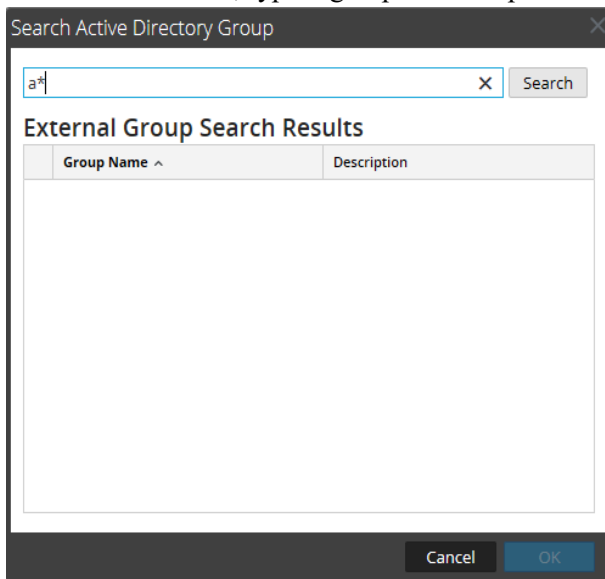 Search Active Directory Group
a*
Search
External Group Search Results
Group Name
Description
Cancel
OK